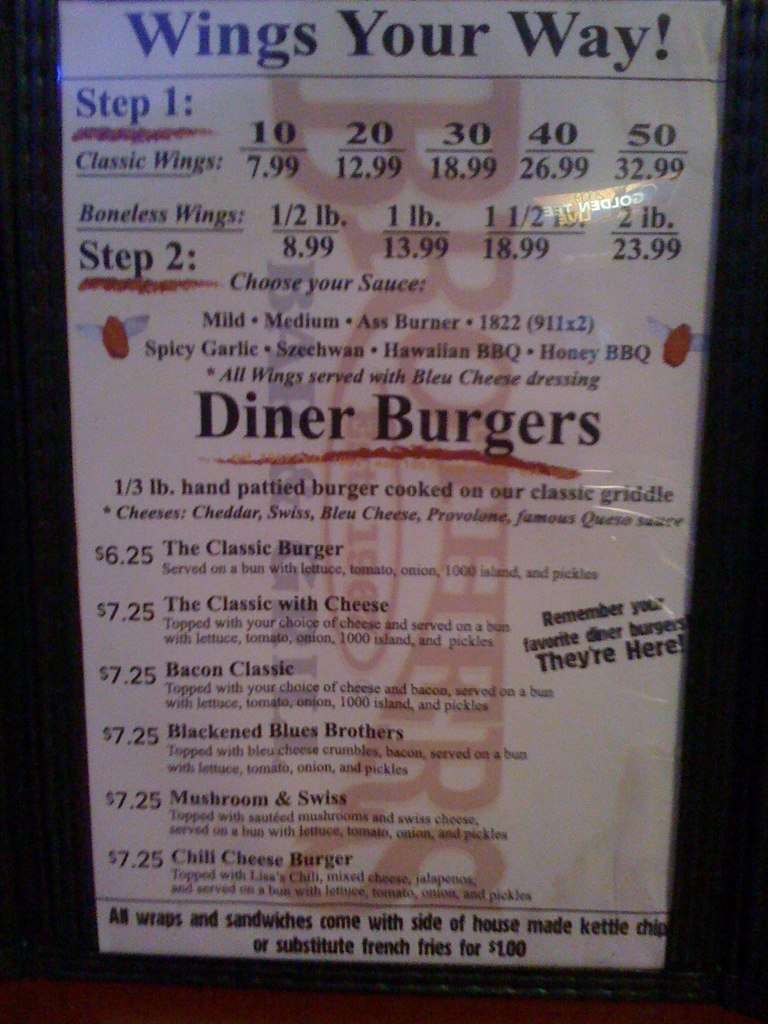 Wings Your Way!
Step 1:
10 20 30 40 50
Classic Wings: 7.99 12.99 18.99 26.99 32.99
Boneless Wings: 1/2 lb. 1 lb. 1 1/2 lb. 2 lb.
8.99 13.99 18.99 23.99
GOLDEN TEE
Step 2:
Choose your Sauce:
Mild • Medium • Ass Burner • 1822 (911x2)
Spicy Garlic • Szechwan • Hawaiian BBQ • Honey BBQ
* All Wings served with Bleu Cheese dressing
Diner Burgers
1/3 lb. hand pattied burger cooked on our classic griddle
* Cheeses: Cheddar, Swiss, Bleu Cheese, Provolone, famous Queso sauce
$6.25 The Classic Burger
Served on a bun with lettuce, tomato, onion, 1000 island, and pickles
$7.25 The Classic with Cheese
Topped with your choice of cheese and served on a bun
with lettuce, tomato, onion, 1000 island, and pickles
Remember your
favorite diner burgers
They're Here!
$7.25 Bacon Classic
Topped with your choice of cheese and bacon, served on a bun
with lettuce, tomato, onion, 1000 island, and pickles
$7.25 Blackened Blues Brothers
Topped with bleu cheese crumbles, bacon, served on a bun
with lettuce, tomato, onion, and pickles
$7.25 Mushroom & Swiss
Topped with sautéed mushrooms and swiss cheese,
served on a bun with lettuce, tomato, onion, and pickles
$7.25 Chili Cheese Burger
Topped with Lisa's Chili, mixed cheese, jalapenos,
and served on a bun with lettuce, tomato, onion, and pickles
All wraps and sandwiches come with side of house made kettle chip
or substitute french fries for $1.00